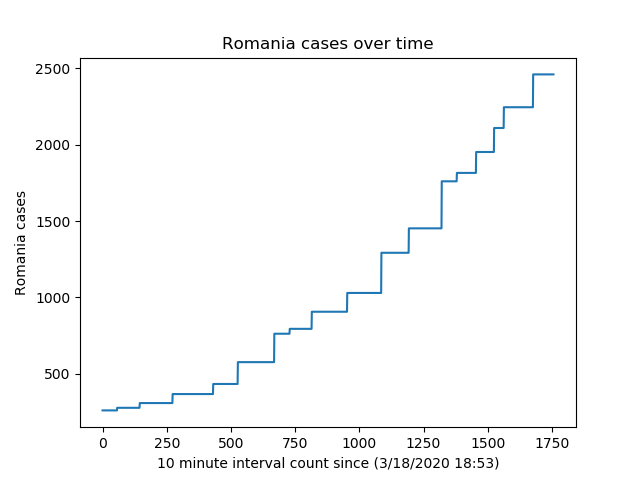 Romania cases over time
2500
2000
1500
1000
500
Romania cases
0 250 500 750 1000 1250 1500 1750
10 minute interval count since (3/18/2020 18:53)